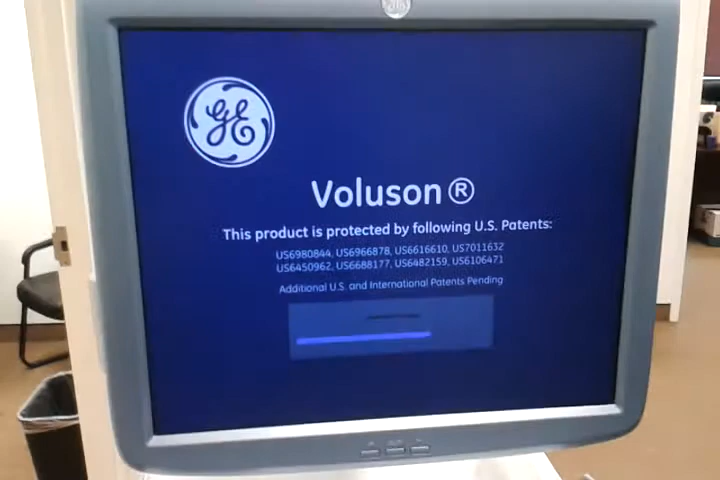 GE
Voluson ®
This product is protected by following U.S. Patents:
US6980844, US6966878, US6616610, US7011632
US6450962, US6688177, US6482159, US6106471
Additional U.S. and International Patents Pending